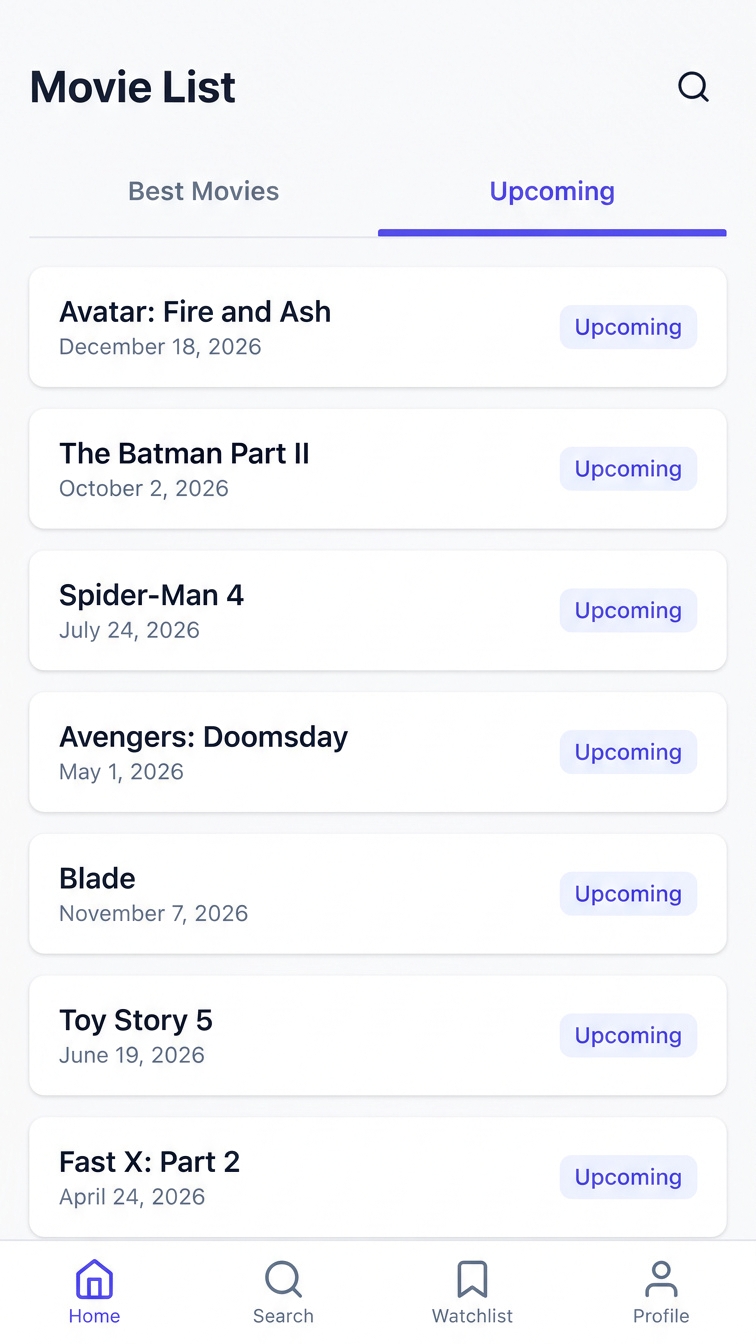 Movie List
Best Movies
Upcoming
Avatar: Fire and Ash
December 18, 2026
Upcoming
The Batman Part II
October 2, 2026
Upcoming
Spider-Man 4
July 24, 2026
Upcoming
Avengers: Doomsday
May 1, 2026
Upcoming
Blade
November 7, 2026
Upcoming
Toy Story 5
June 19, 2026
Upcoming
Fast X: Part 2
April 24, 2026
Upcoming
Home
Search
Watchlist
Profile